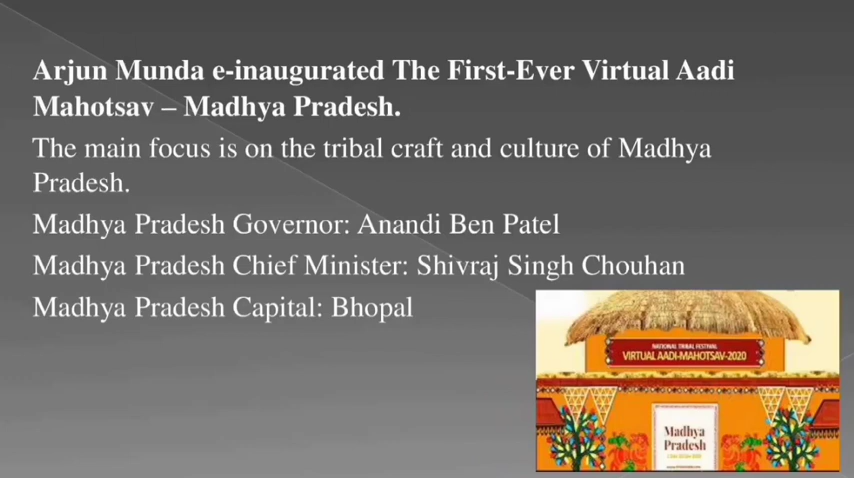 Arjun Munda e-inaugurated The First-Ever Virtual Aadi
Mahotsav – Madhya Pradesh.
The main focus is on the tribal craft and culture of Madhya
Pradesh.
Madhya Pradesh Governor: Anandi Ben Patel
Madhya Pradesh Chief Minister: Shivraj Singh Chouhan
Madhya Pradesh Capital: Bhopal
NATIONAL TRIBAL FESTIVAL
VIRTUAL AADI-MAHOTSAV-2020
Madhya
Pradesh